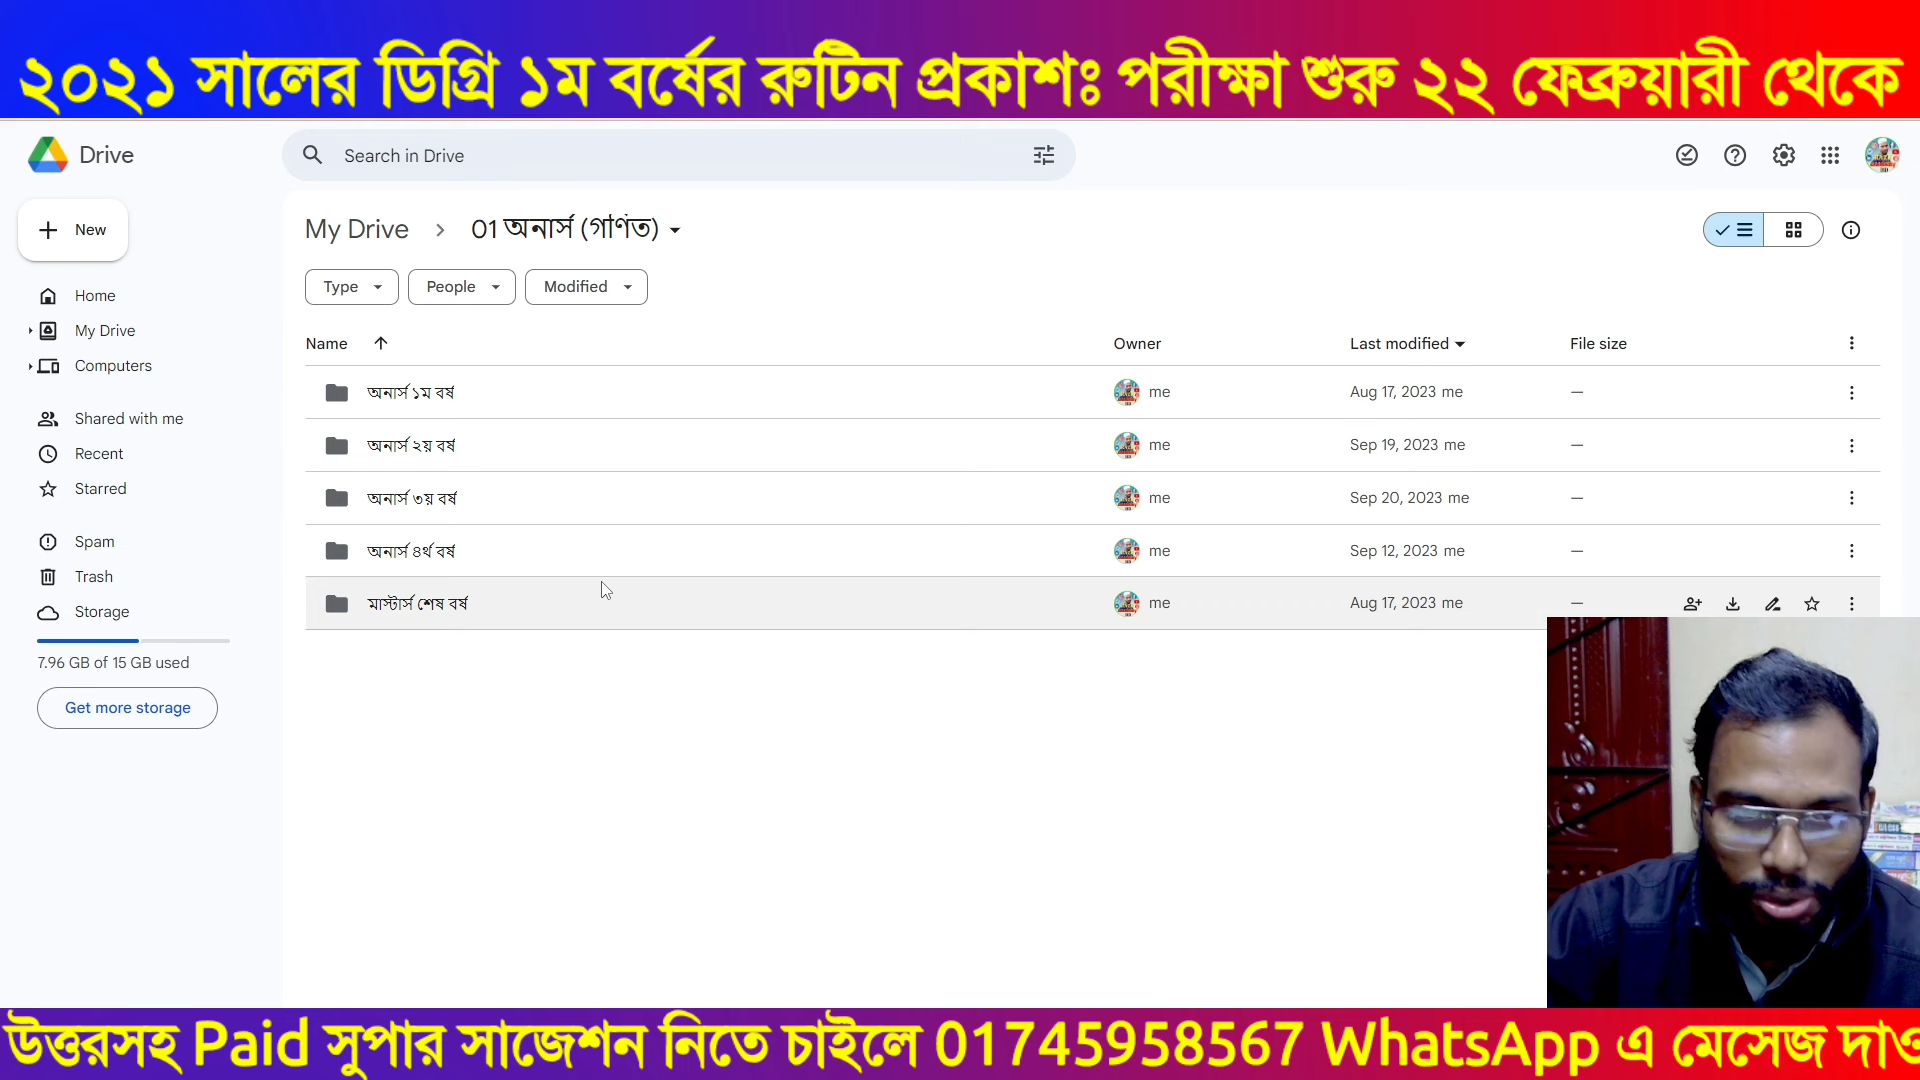 ২০২১ সালের ডিগ্রি ১ম বর্ষের রুটিন প্রকাশঃ পরীক্ষা শুরু ২২ ফেব্রুয়ারী থেকে
Drive
Search in Drive
New
My Drive > 01 অনার্স (গণিত)
Type People Modified
Home
My Drive
Computers
Shared with me
Recent
Starred
Spam
Trash
Storage
7.96 GB of 15 GB used
Get more storage
Name Owner Last modified File size
অনার্স ১ম বর্ষ me Aug 17, 2023 me —
অনার্স ২য় বর্ষ me Sep 19, 2023 me —
অনার্স ৩য় বর্ষ me Sep 20, 2023 me —
অনার্স ৪র্থ বর্ষ me Sep 12, 2023 me —
মাস্টার্স শেষ বর্ষ me Aug 17, 2023 me —
উত্তরসহ Paid সুপার সাজেশন নিতে চাইলে 01745958567 WhatsApp এ মেসেজ দাও